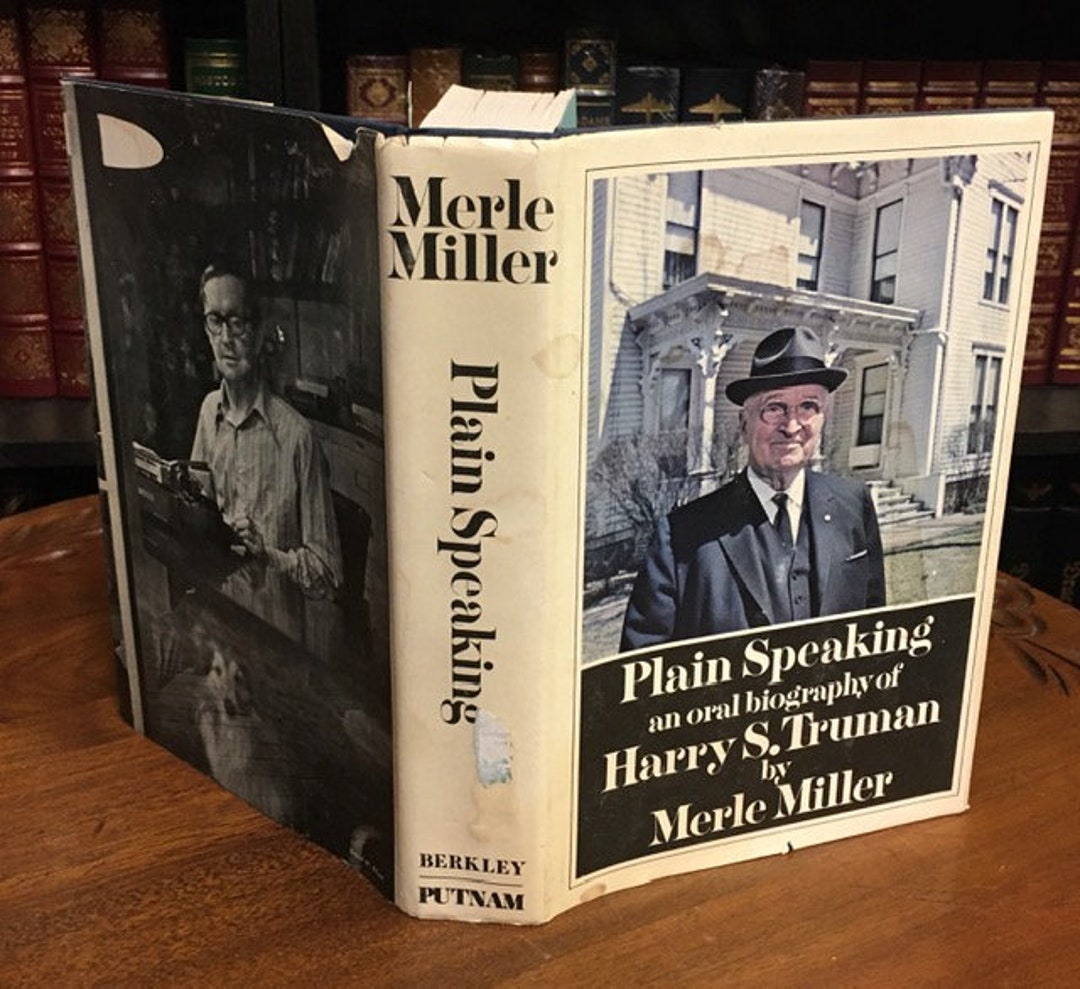 Merle
Miller
Plain Speaking
BERKLEY
PUTNAM
Plain Speaking
an oral biography of
Harry S. Truman
by
Merle Miller